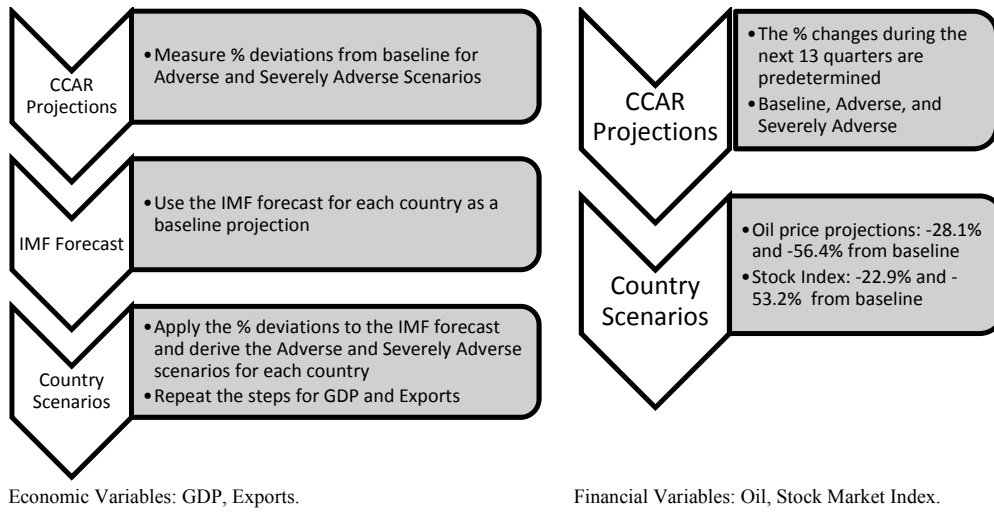 CCAR
Projections
•Measure % deviations from baseline for
Adverse and Severely Adverse Scenarios
IMF Forecast
•Use the IMF forecast for each country as a
baseline projection
Country
Scenarios
•Apply the % deviations to the IMF forecast
and derive the Adverse and Severely Adverse
scenarios for each country
•Repeat the steps for GDP and Exports
Economic Variables: GDP, Exports.
CCAR
Projections
•The % changes during the
next 13 quarters are
predetermined
•Baseline, Adverse, and
Severely Adverse
Country
Scenarios
•Oil price projections: -28.1%
and -56.4% from baseline
•Stock Index: -22.9% and -
53.2% from baseline
Financial Variables: Oil, Stock Market Index.